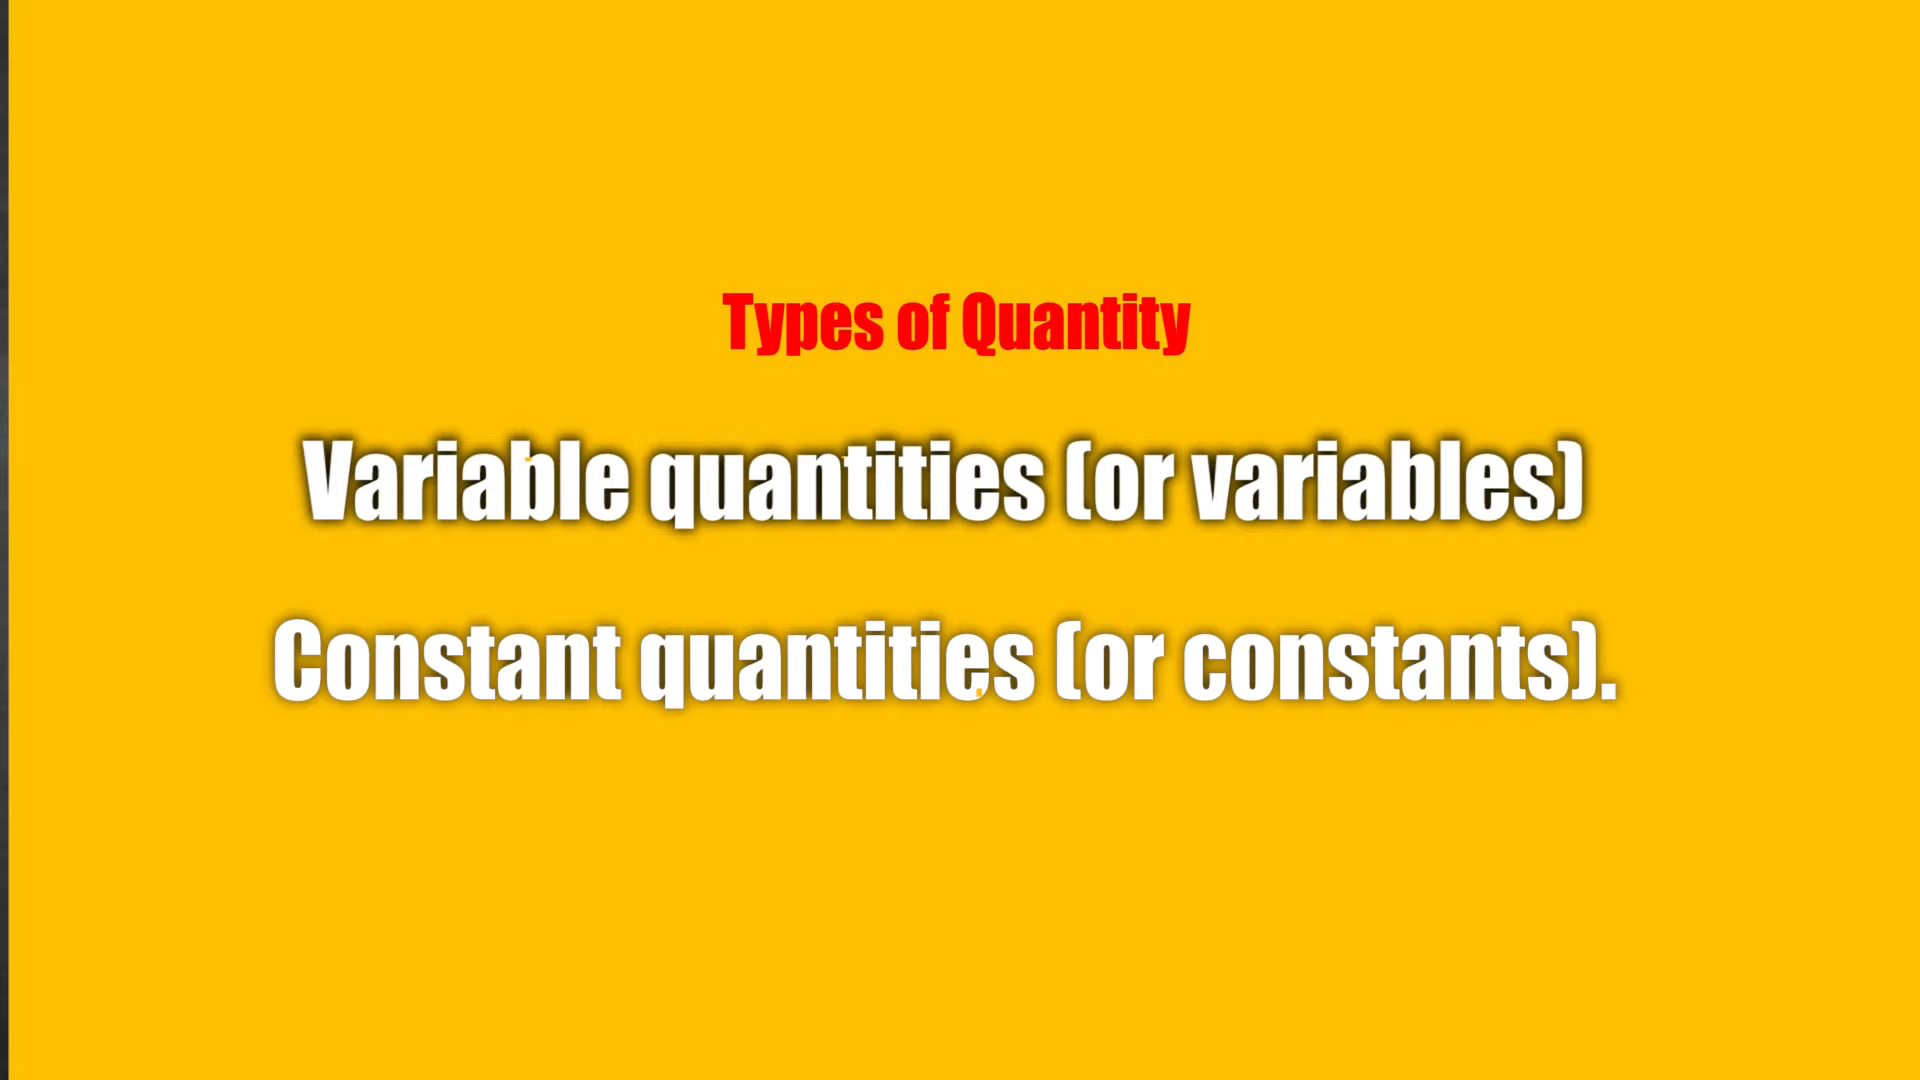 Types of Quantity
Variable quantities (or variables)
Constant quantities (or constants).